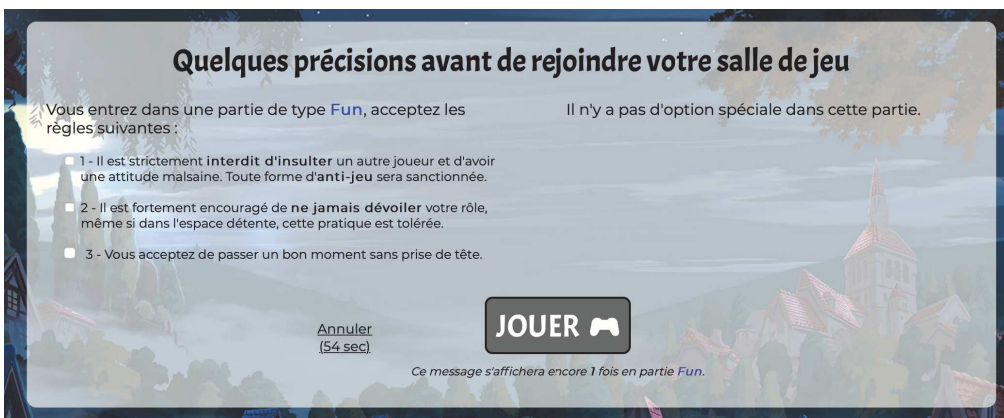 Quelques précisions avant de rejoindre votre salle de jeu
Vous entrez dans une partie de type Fun, acceptez les
règles suivantes :
1 - Il est strictement interdit d'insulter un autre joueur et d'avoir
une attitude malsaine. Toute forme d'anti-jeu sera sanctionnée.
2 - Il est fortement encouragé de ne jamais dévoiler votre rôle,
même si dans l'espace détente, cette pratique est tolérée.
3 - Vous acceptez de passer un bon moment sans prise de tête.
Il n'y a pas d'option spéciale dans cette partie.
Annuler
(54 sec)
JOUER
Ce message s'affichera encore 1 fois en partie Fun.